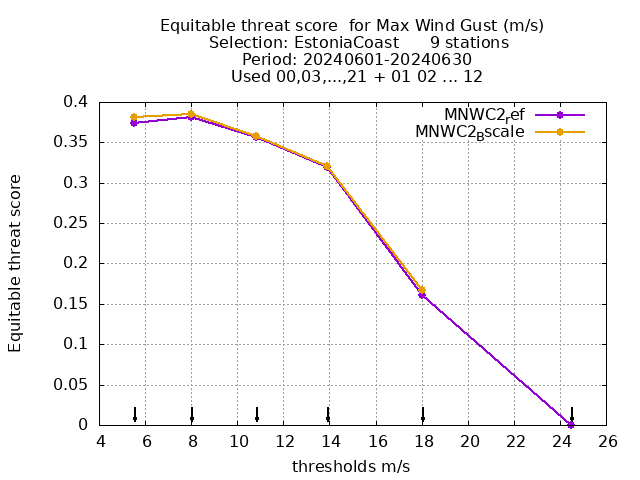 Equitable threat score  for Max Wind Gust (m/s)
Selection: EstoniaCoast      9 stations
Period: 20240601-20240630
Used 00,03,...,21 + 01 02 ... 12
MNWC2_ref
MNWC2_Bscale
0.4
0.35
0.3
0.25
0.2
0.15
0.1
0.05
0
Equitable threat score
4 6 8 10 12 14 16 18 20 22 24 26
thresholds m/s